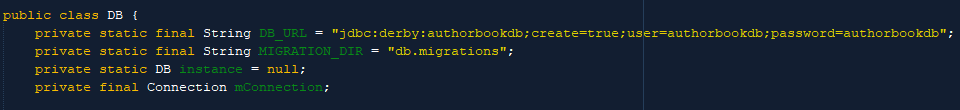 public class DB {
    private static final String DB_URL = "jdbc:derby:authorbookdb;create=true;user=authorbookdb;password=authorbookdb";
    private static final String MIGRATION_DIR = "db.migrations";
    private static DB instance = null;
    private final Connection mConnection;